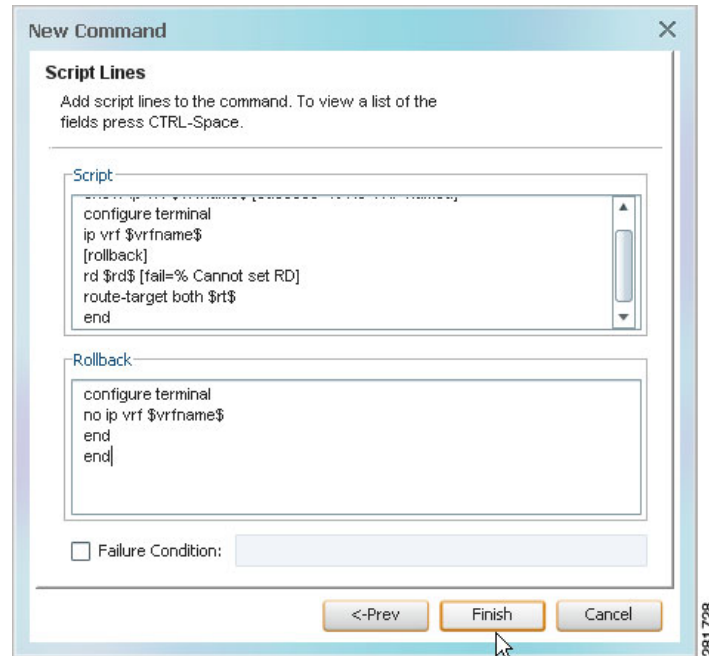 New Command
Script Lines
Add script lines to the command. To view a list of the
fields press CTRL-Space.
Script
configure terminal
ip vrf $vrfname$
[rollback]
rd $rd$ [fail=% Cannot set RD]
route-target both $rt$
end
Rollback
configure terminal
no ip vrf $vrfname$
end
end
Failure Condition:
<-Prev
Finish
Cancel
281728